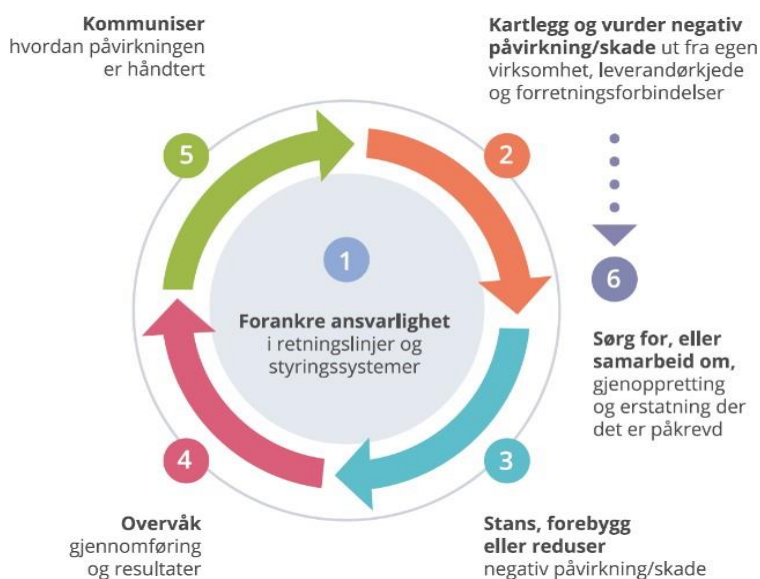 1
Forankre ansvarlighet
i retningslinjer og
styringssystemer
2
Kartlegg og vurder negativ
påvirkning/skade ut fra egen
virksomhet, leverandørkjede
og forretningsforbindelser
3
Stans, forebygg
eller reduser
negativ påvirkning/skade
4
Overvåk
gjennomføring
og resultater
5
Kommuniser
hvordan påvirkningen
er håndtert
6
Sørg for, eller
samarbeid om,
gjenoppretting
og erstatning der
det er påkrevd